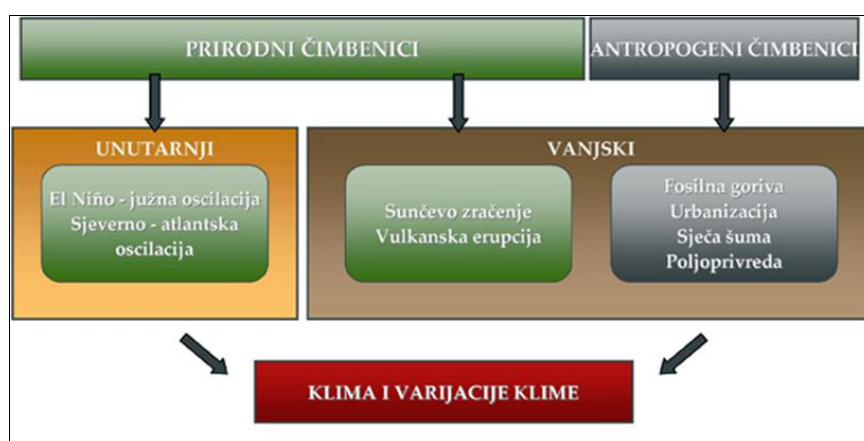 PRIRODNI ČIMBENICI
ANTROPOGENI ČIMBENICI
UNUTARNJI
El Niño - južna oscilacija
Sjeverno - atlantska
oscilacija
VANJSKI
Sunčevo zračenje
Vulkanska erupcija
Fosilna goriva
Urbanizacija
Sječa šuma
Poljoprivreda
KLIMA I VARIJACIJE KLIME